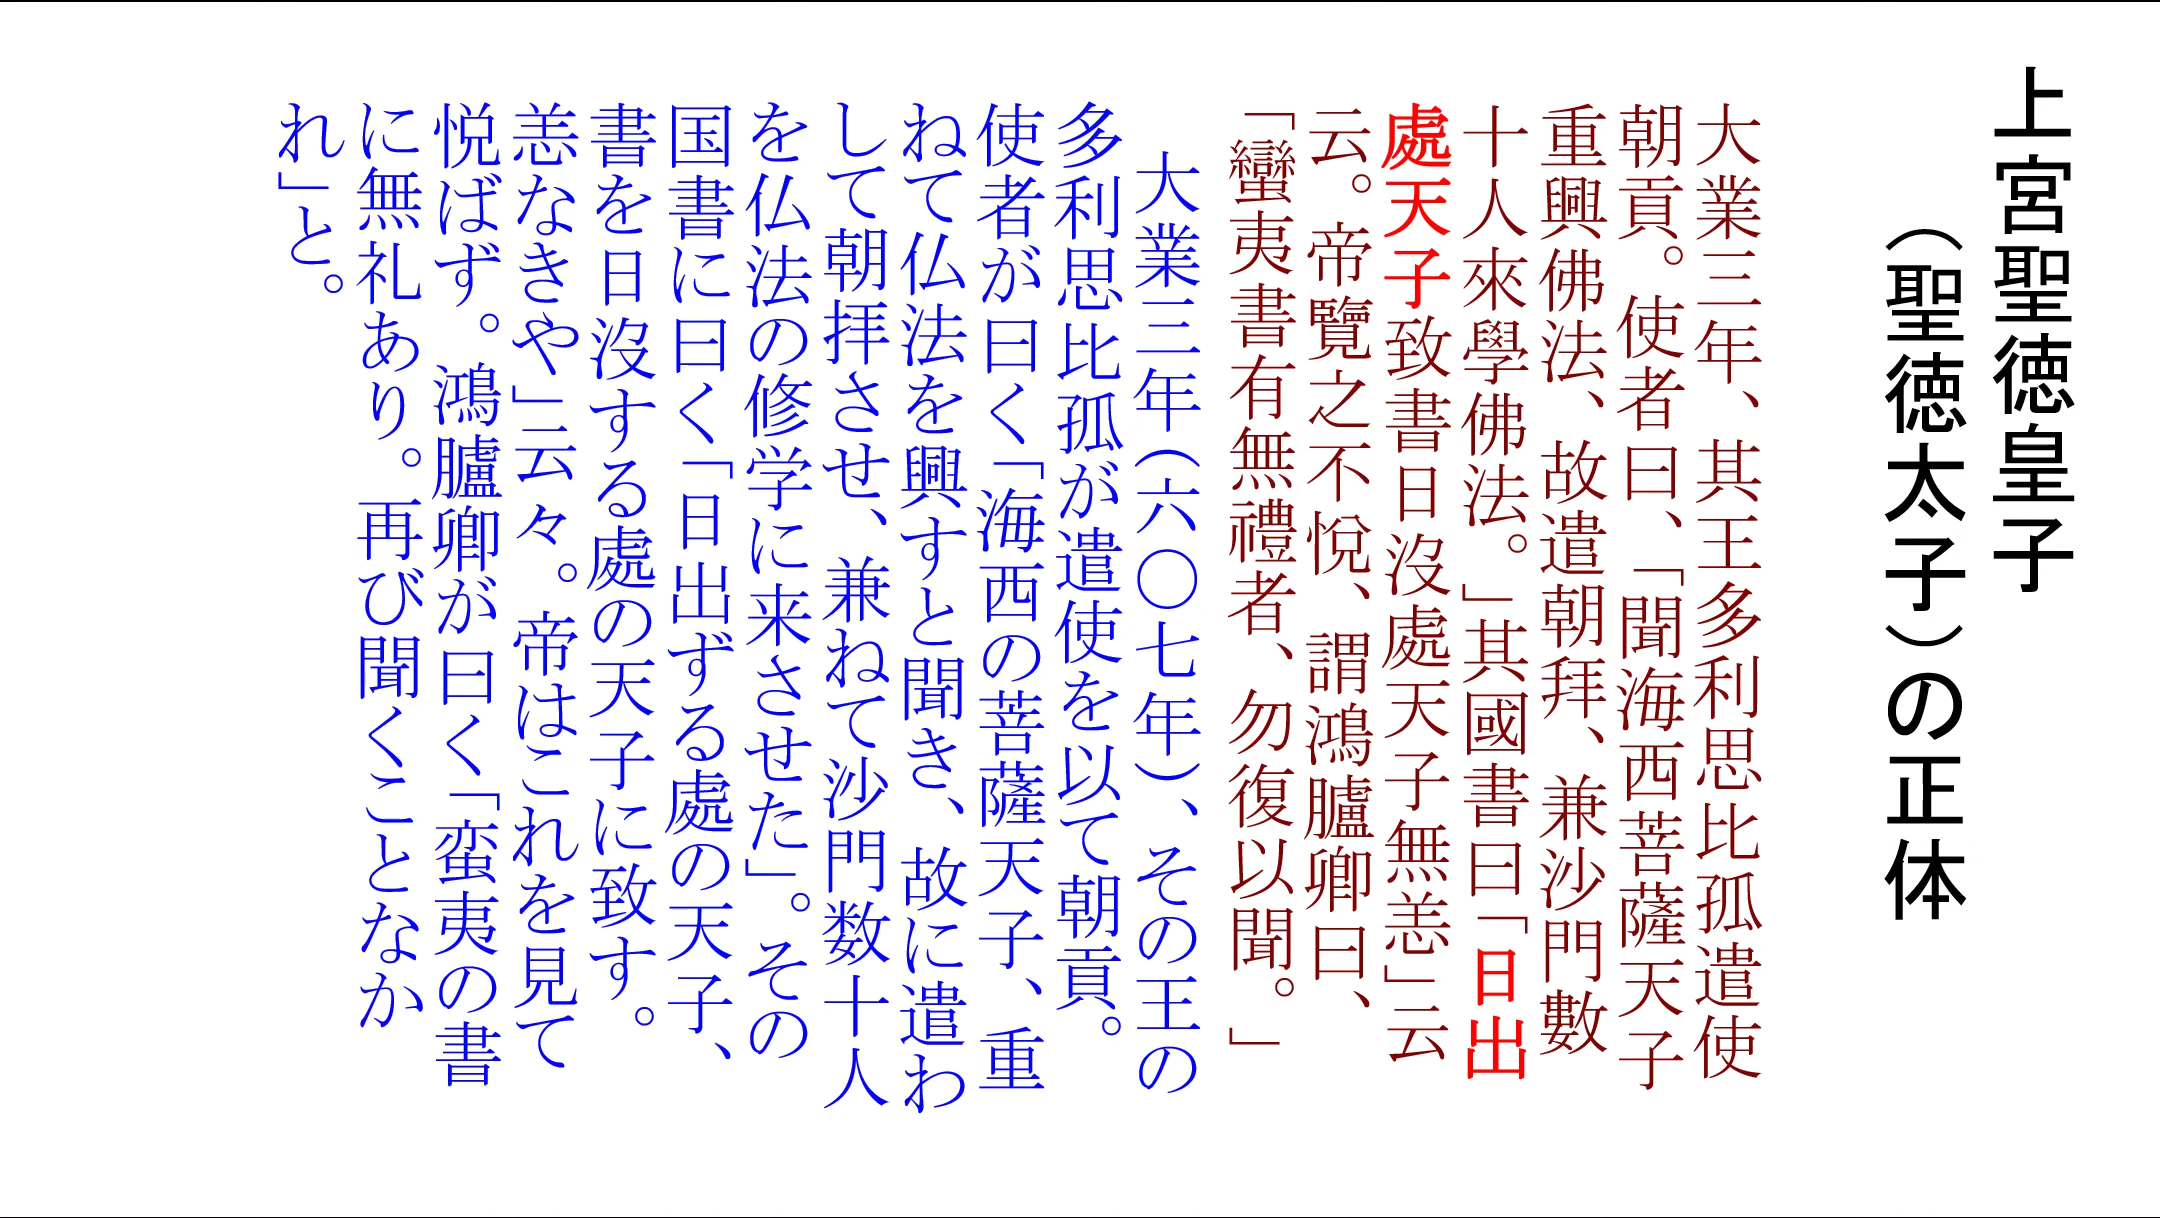 上宮聖徳皇子
（聖徳太子）の正体
大業三年、其王多利思比孤遣使
朝貢。使者曰、「聞海西菩薩天子
重興佛法、故遣朝拜、兼沙門數
十人來學佛法。」其國書曰「日出
處天子致書日沒處天子無恙」云
云。帝覽之不悅、謂鴻臚卿曰、
「蠻夷書有無禮者、勿復以聞。」
大業三年（六〇七年）、その王の
多利思比孤が遣使を以て朝貢。
使者が曰く「海西の菩薩天子、重
ねて仏法を興すと聞き、故に遣わ
して朝拝させ、兼ねて沙門数十人
を仏法の修学に来させた」。その
国書に曰く「日出ずる處の天子、
書を日沒する處の天子に致す。
恙なきや」云々。帝はこれを見て
悦ばず。鴻臚卿が曰く「蛮夷の書
に無礼あり。再び聞くことなか
れ」と。